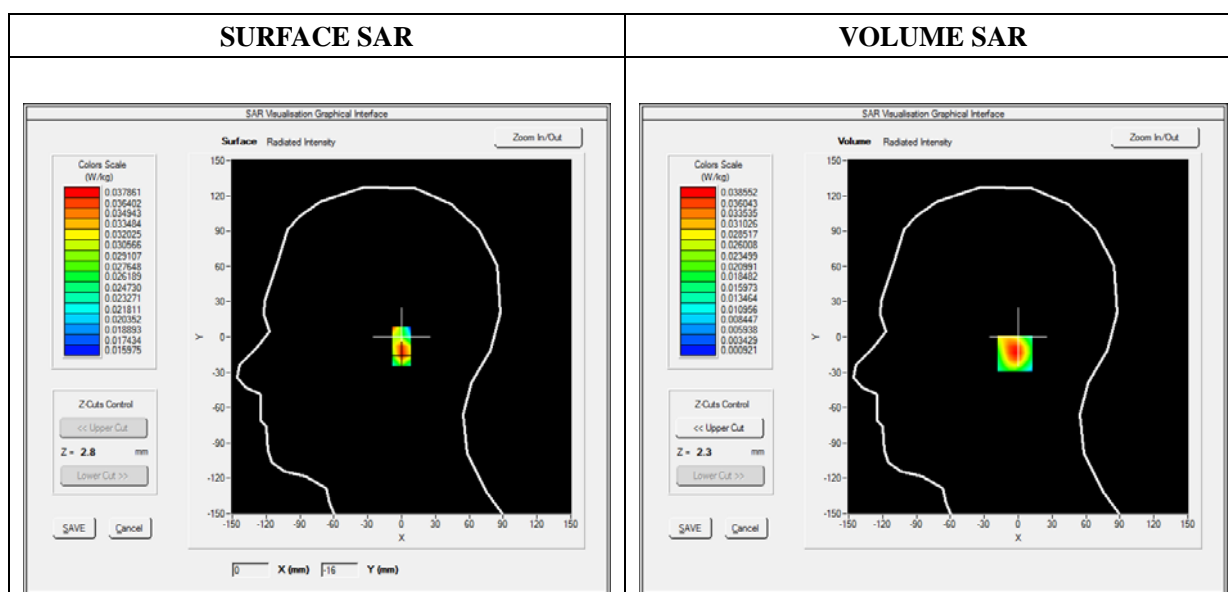 SURFACE SAR
VOLUME SAR
SAR Visualisation Graphical Interface
Surface Radiated Intensity
Zoom In/Out
Colors Scale
(W/kg)
0.037861
0.036402
0.034943
0.033484
0.032025
0.030566
0.029107
0.027648
0.026189
0.024730
0.023271
0.021811
0.020352
0.018893
0.017434
0.015975
Z-Cuts Control
<< Upper Cut
Z = 2.8 mm
Lower Cut >>
SAVE Cancel
150
120
90
60
30
0
-30
-60
-90
-120
-150
Y
-150 -120 -90 -60 -30 0 30 60 90 120 150
X
0 X (mm) -16 Y (mm)
SAR Visualisation Graphical Interface
Volume Radiated Intensity
Zoom In/Out
Colors Scale
(W/kg)
0.038552
0.036043
0.033535
0.031026
0.028517
0.026008
0.023499
0.020991
0.018482
0.015973
0.013464
0.010956
0.008447
0.005938
0.003429
0.000921
Z-Cuts Control
<< Upper Cut
Z = 2.3 mm
Lower Cut >>
SAVE Cancel
150
120
90
60
30
0
-30
-60
-90
-120
-150
Y
-150 -120 -90 -60 -30 0 30 60 90 120 150
X